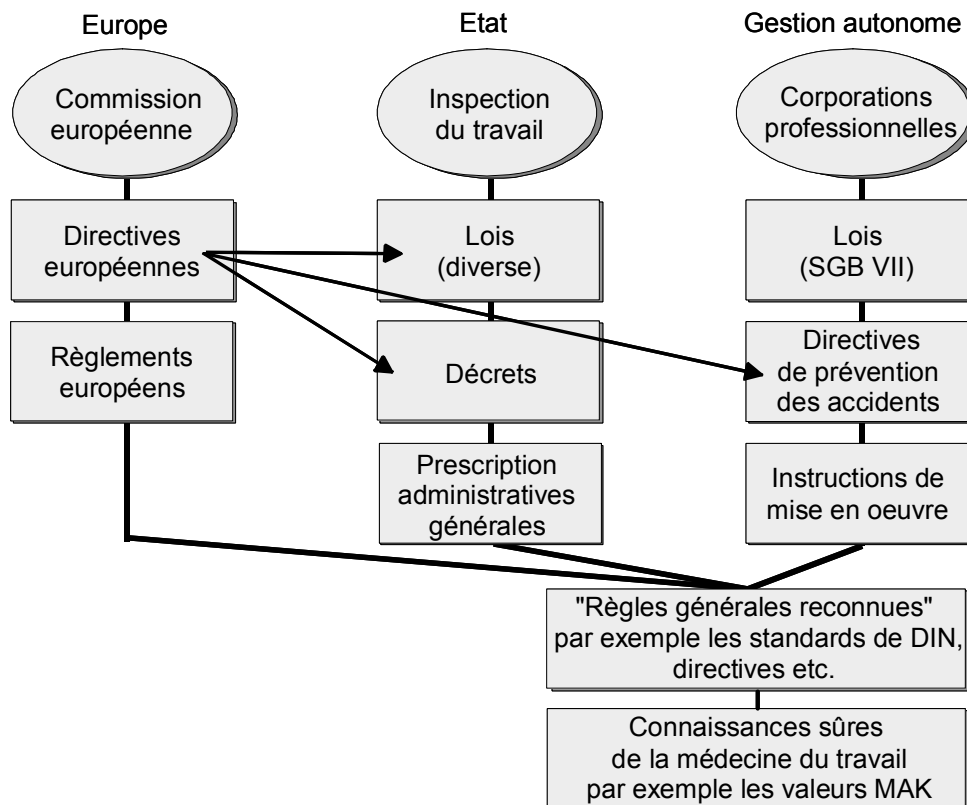 Europe
Etat
Gestion autonome
Commission
européenne
Inspection
du travail
Corporations
professionnelles
Directives
européennes
Lois
(diverse)
Lois
(SGB VII)
Règlements
européens
Décrets
Directives
de prévention
des accidents
Prescription
administratives
générales
Instructions de
mise en oeuvre
"Règles générales reconnues"
par exemple les standards de DIN,
directives etc.
Connaissances sûres
de la médecine du travail
par exemple les valeurs MAK